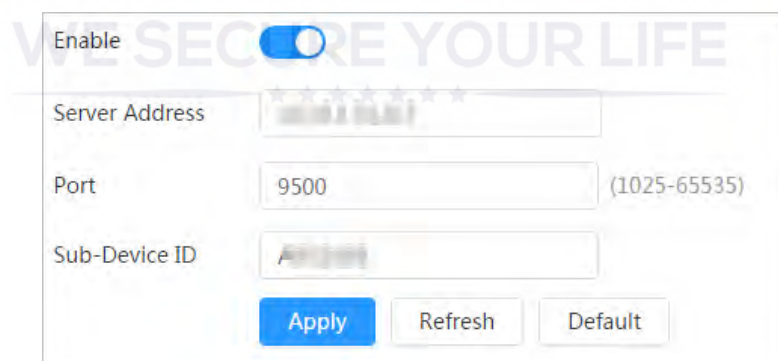 WE SECURE YOUR LIFE
Enable
Server Address
Port 9500 (1025-65535)
Sub-Device ID
Apply Refresh Default